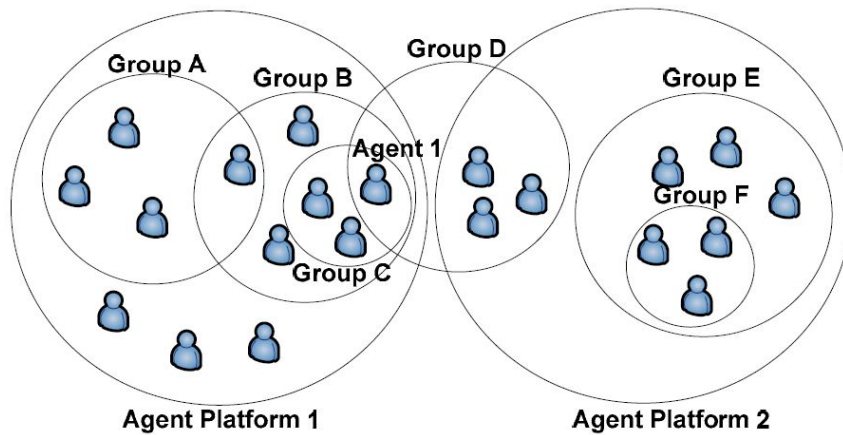 Group D
Group A
Group B
Group E
Agent 1
Group F
Group C
Agent Platform 1
Agent Platform 2